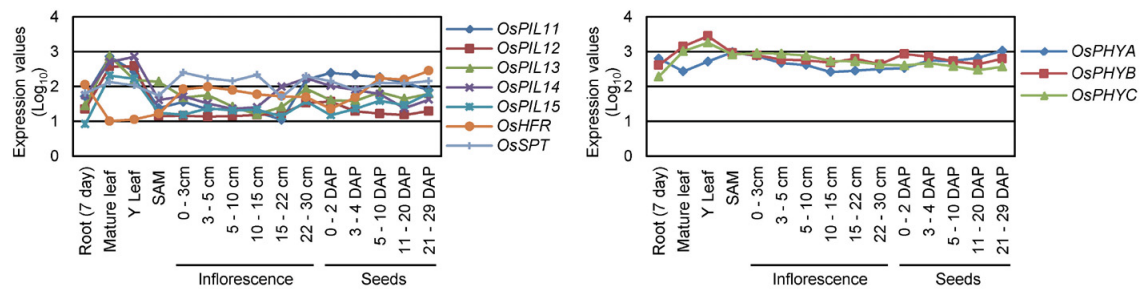 Expression values
(Log10)
4
3
2
1
0
Root (7 day)
Mature leaf
Y Leaf
SAM
0 - 3cm
3 - 5 cm
5 - 10 cm
10 - 15 cm
15 - 22 cm
22 - 30 cm
0 - 2 DAP
3 - 4 DAP
5 - 10 DAP
11 - 20 DAP
21 - 29 DAP
Inflorescence
Seeds
OsPIL11
OsPIL12
OsPIL13
OsPIL14
OsPIL15
OsHFR
OsSPT
Expression values
(Log10)
4
3
2
1
0
Root (7 day)
Mature leaf
Y Leaf
SAM
0 - 3cm
3 - 5 cm
5 - 10 cm
10 - 15 cm
15 - 22 cm
22 - 30 cm
0 - 2 DAP
3 - 4 DAP
5 - 10 DAP
11 - 20 DAP
21 - 29 DAP
Inflorescence
Seeds
OsPHYA
OsPHYB
OsPHYC